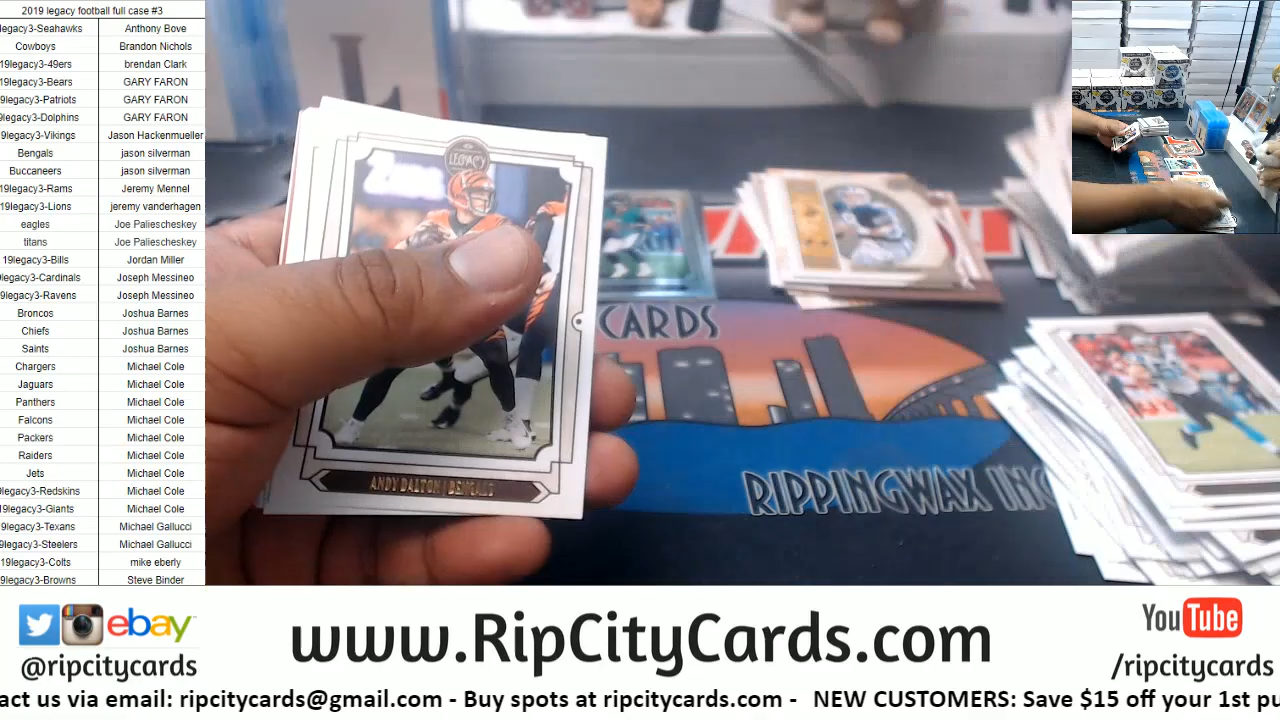 2019 legacy football full case #3
legacy3-Seahawks Anthony Bove
Cowboys Brandon Nichols
19legacy3-49ers brendan Clark
9legacy3-Bears GARY FARON
9legacy3-Patriots GARY FARON
9legacy3-Dolphins GARY FARON
9legacy3-Vikings Jason Hackenmueller
Bengals jason silverman
Buccaneers jason silverman
9legacy3-Rams Jeremy Mennel
9legacy3-Lions jeremy vanderhagen
eagles Joe Paliescheskey
titans Joe Paliescheskey
19legacy3-Bills Jordan Miller
legacy3-Cardinals Joseph Messineo
9legacy3-Ravens Joseph Messineo
Broncos Joshua Barnes
Chiefs Joshua Barnes
Saints Joshua Barnes
Chargers Michael Cole
Jaguars Michael Cole
Panthers Michael Cole
Falcons Michael Cole
Packers Michael Cole
Raiders Michael Cole
Jets Michael Cole
legacy3-Redskins Michael Cole
9legacy3-Giants Michael Cole
9legacy3-Texans Michael Gallucci
legacy3-Steelers Michael Gallucci
19legacy3-Colts mike eberly
9legacy3-Browns Steve Binder
LEGACY
ANDY DALTON | BENGALS
CARDS
RIPPINGWAX INC
ebay
@ripcitycards
www.RipCityCards.com
YouTube
/ripcitycards
act us via email: ripcitycards@gmail.com - Buy spots at ripcitycards.com - NEW CUSTOMERS: Save $15 off your 1st pu